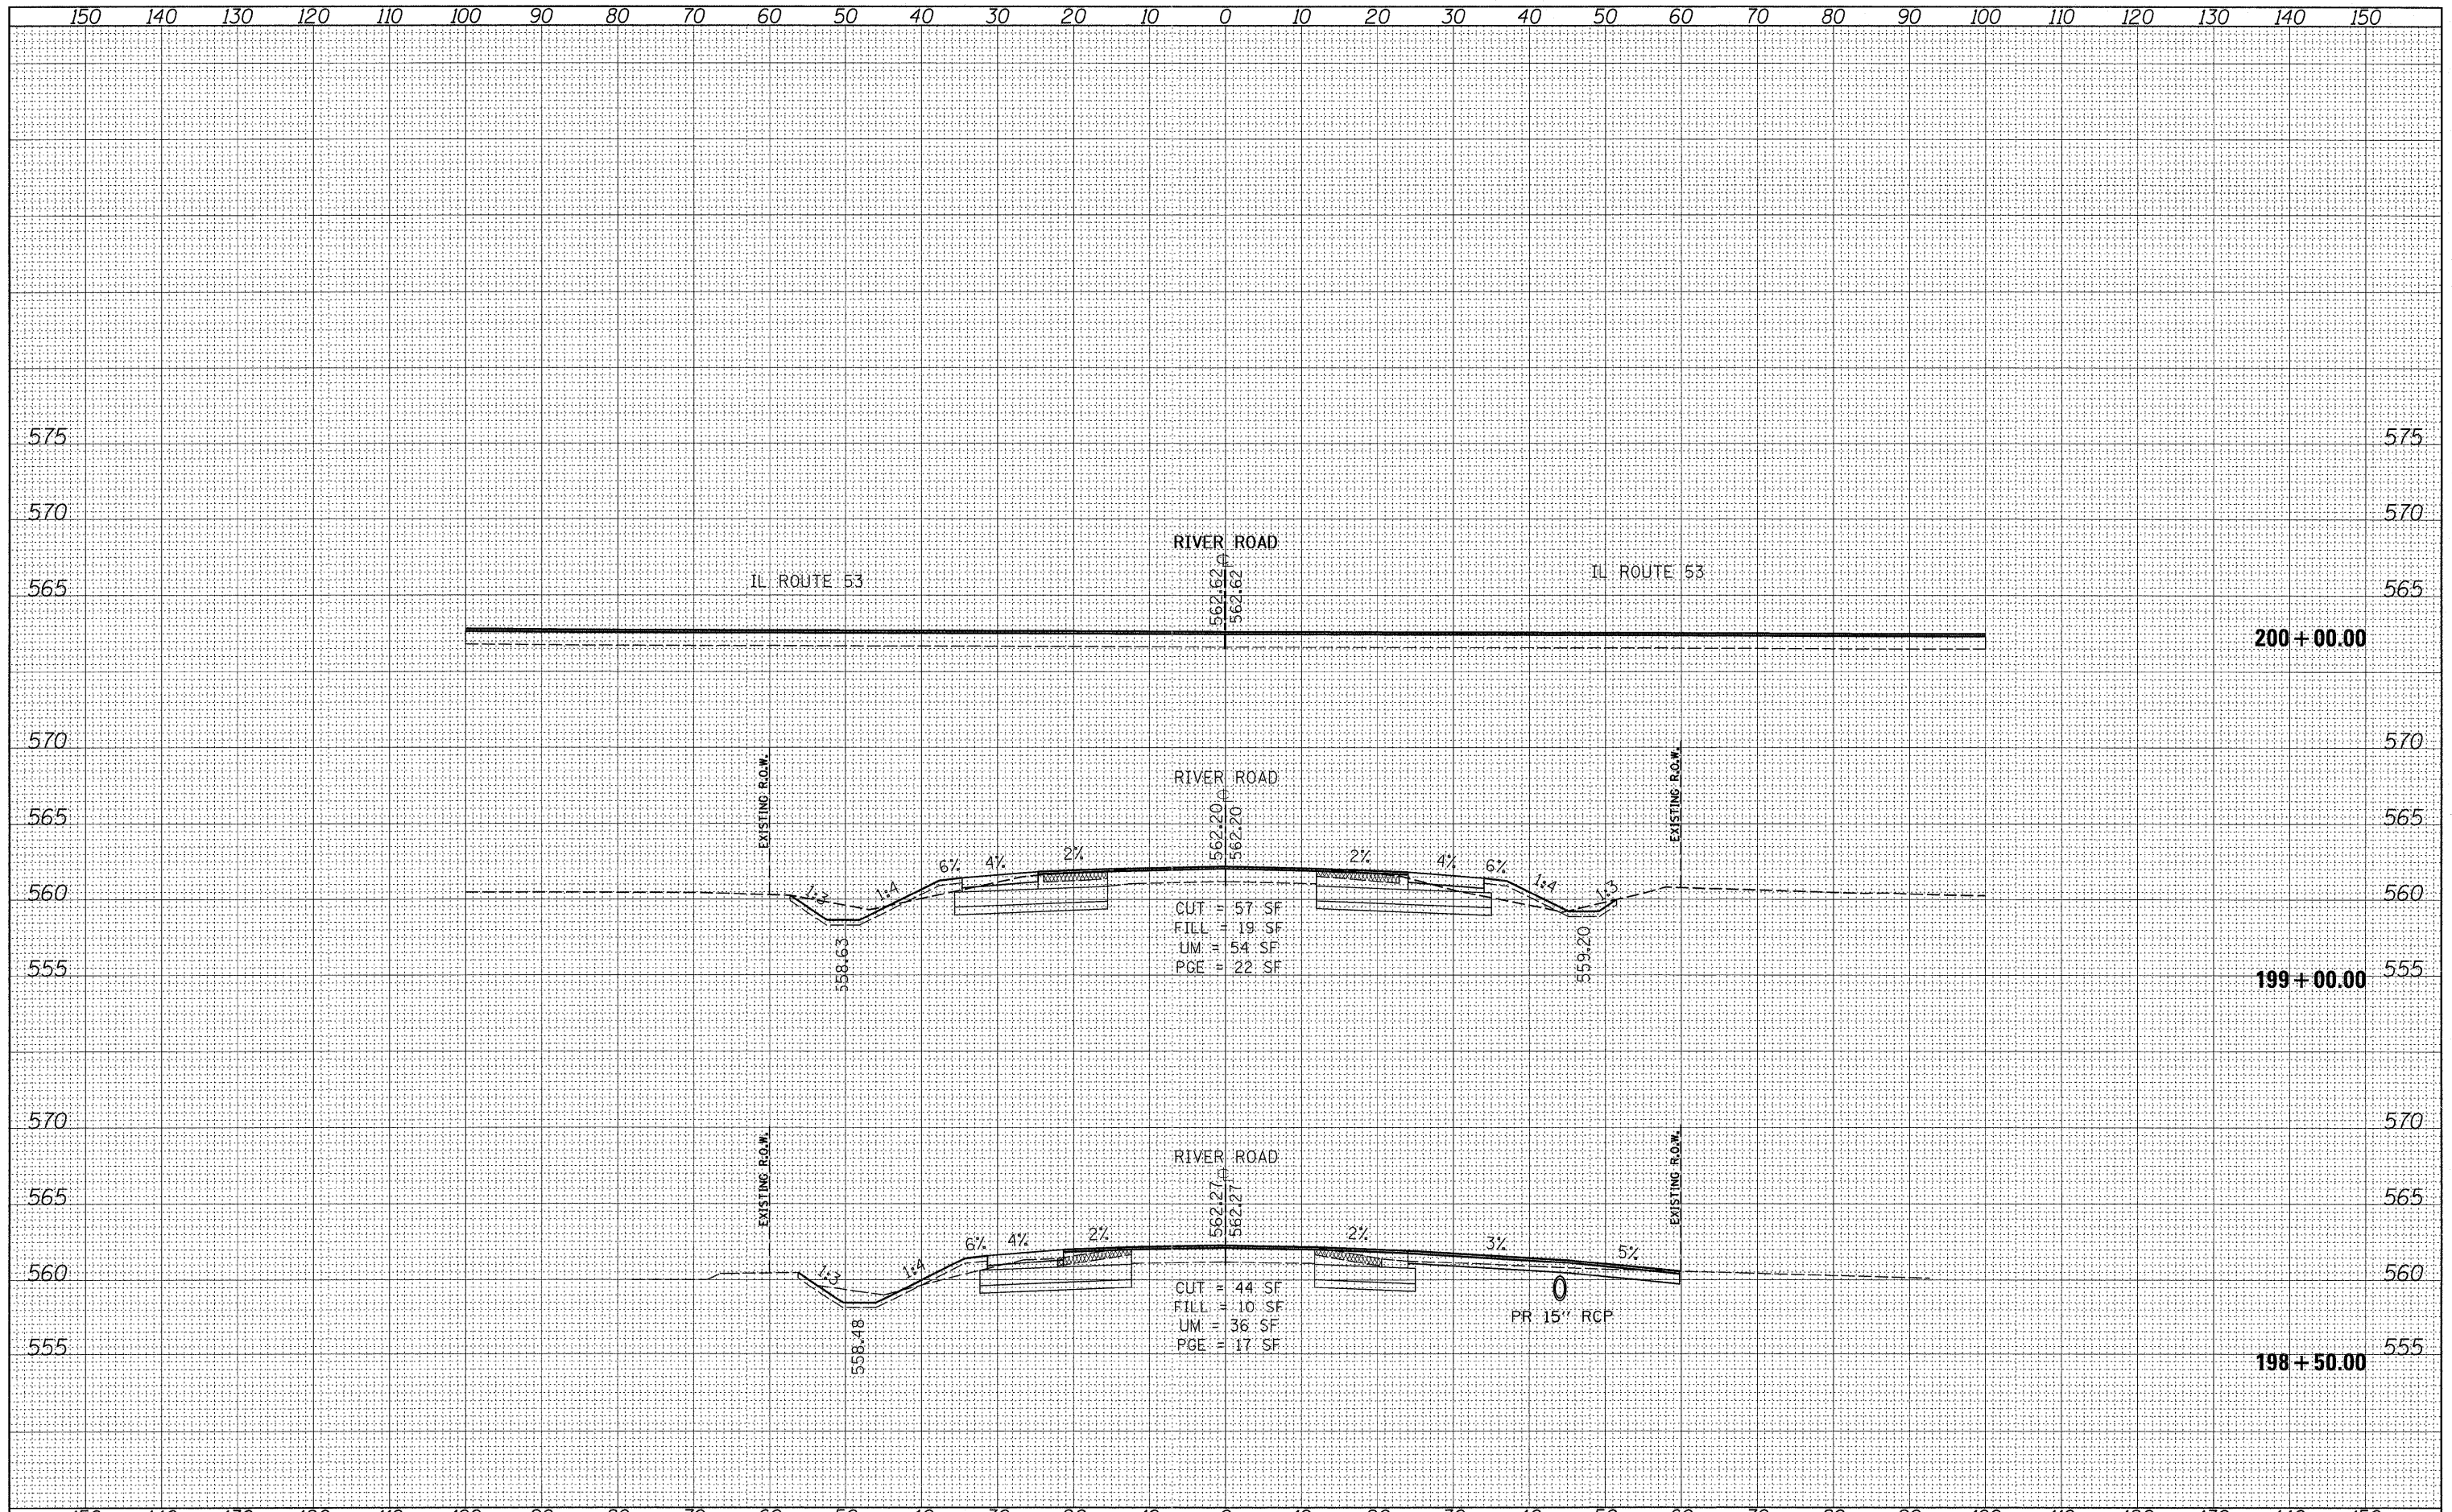 150 140 130 120 110 100 90 80 70 60 50 40 30 20 10 0 10 20 30 40 50 60 70 80 90 100 110 120 130 140 150
575 575
570 570
RIVER ROAD
℄
562.62 562.62
IL ROUTE 53 IL ROUTE 53
565 565
200+00.00
570 570
EXISTING R.O.W. EXISTING R.O.W.
RIVER ROAD
℄
562.20 562.20
565 565
6% 4% 2% 2% 4% 6%
1:3 1:4 1:4 1:3
560 560
CUT = 57 SF
FILL = 19 SF
UM = 54 SF
PGE = 22 SF
558.63 559.20
555 555
199+00.00
570 570
EXISTING R.O.W. EXISTING R.O.W.
RIVER ROAD
℄
562.27 562.27
565 565
6% 4% 2% 2% 3% 5%
1:3 1:4
560 560
CUT = 44 SF
FILL = 10 SF
UM = 36 SF
PGE = 17 SF
PR 15" RCP
558.48
555 555
198+50.00